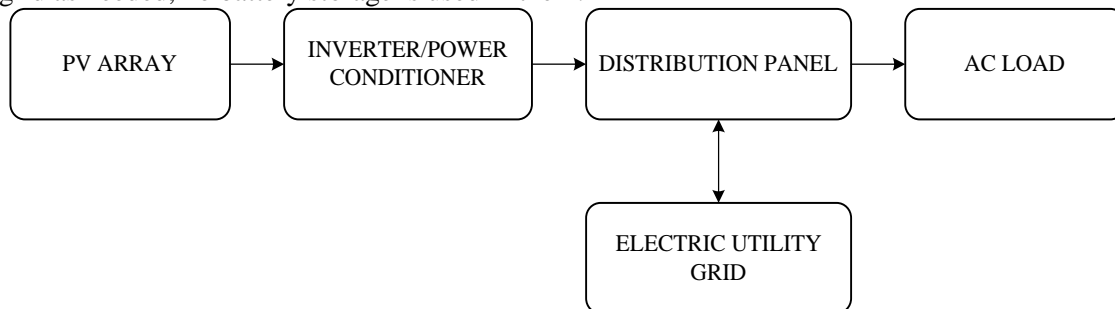 PV ARRAY
INVERTER/POWER
CONDITIONER
DISTRIBUTION PANEL
AC LOAD
ELECTRIC UTILITY
GRID